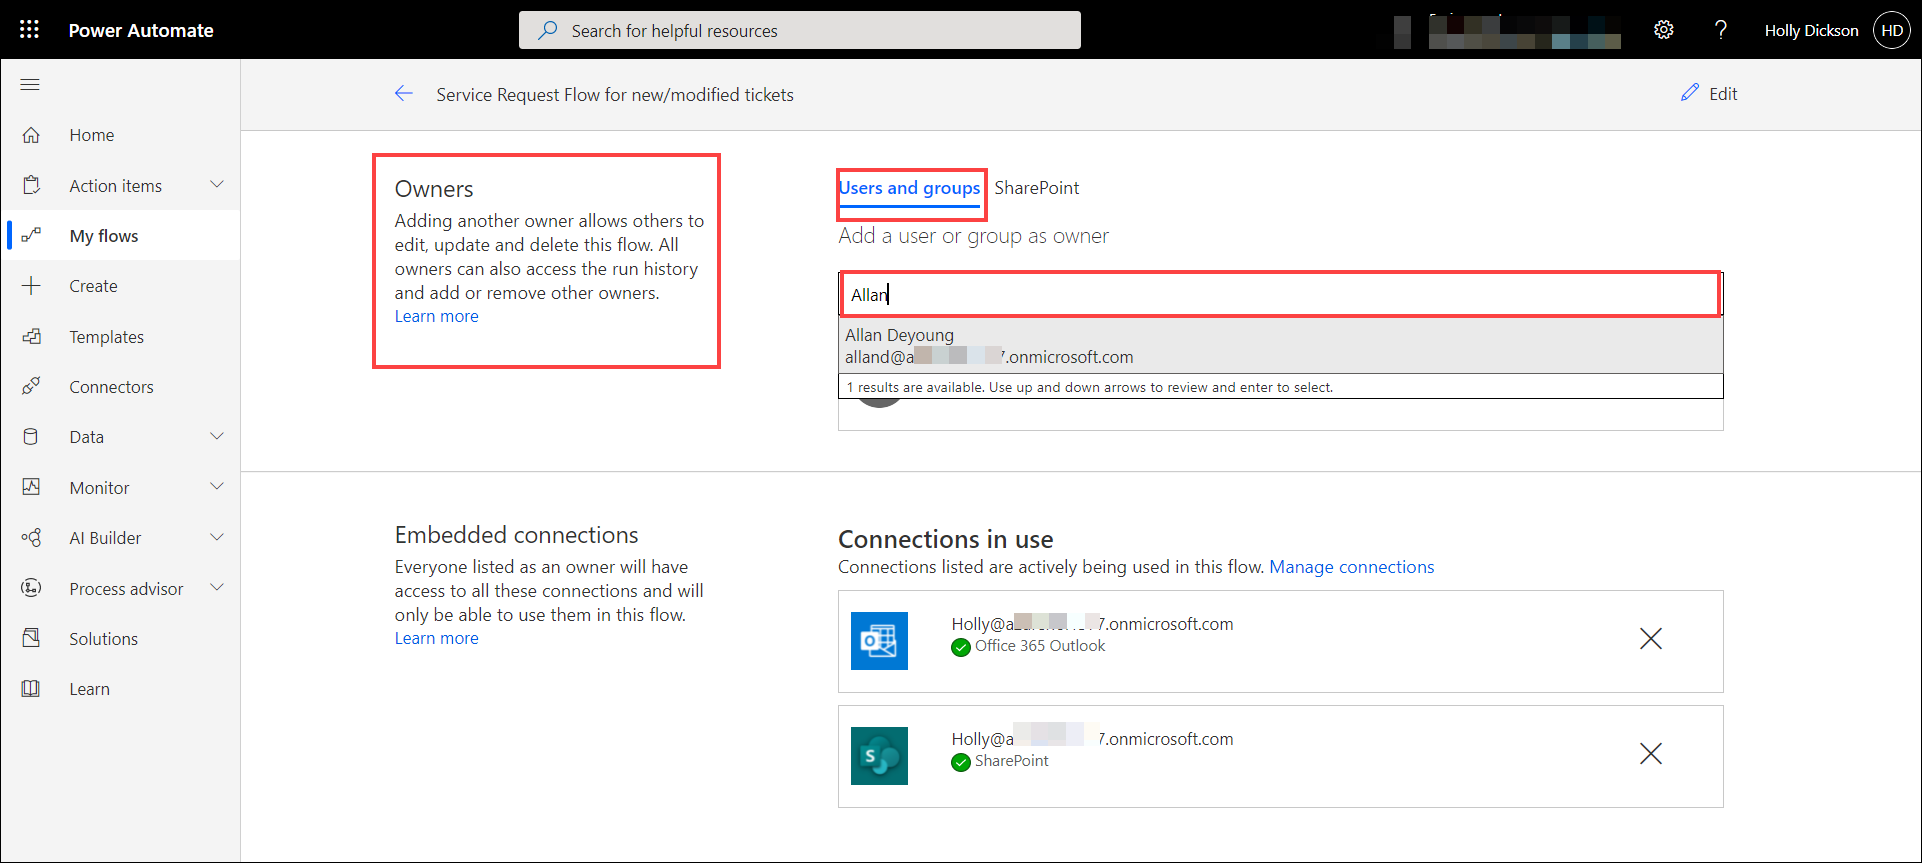 Power Automate
Search for helpful resources
?
Holly Dickson
HD
Service Request Flow for new/modified tickets
Edit
Home
Action items
My flows
Create
Templates
Connectors
Data
Monitor
AI Builder
Process advisor
Solutions
Learn
Owners
Adding another owner allows others to
edit, update and delete this flow. All
owners can also access the run history
and add or remove other owners.
Learn more
Users and groups
SharePoint
Add a user or group as owner
Allan
Allan Deyoung
alland@a 7.onmicrosoft.com
1 results are available. Use up and down arrows to review and enter to select.
Embedded connections
Everyone listed as an owner will have
access to all these connections and will
only be able to use them in this flow.
Learn more
Connections in use
Connections listed are actively being used in this flow. Manage connections
Holly@a 7.onmicrosoft.com
Office 365 Outlook
Holly@a 7.onmicrosoft.com
S
SharePoint